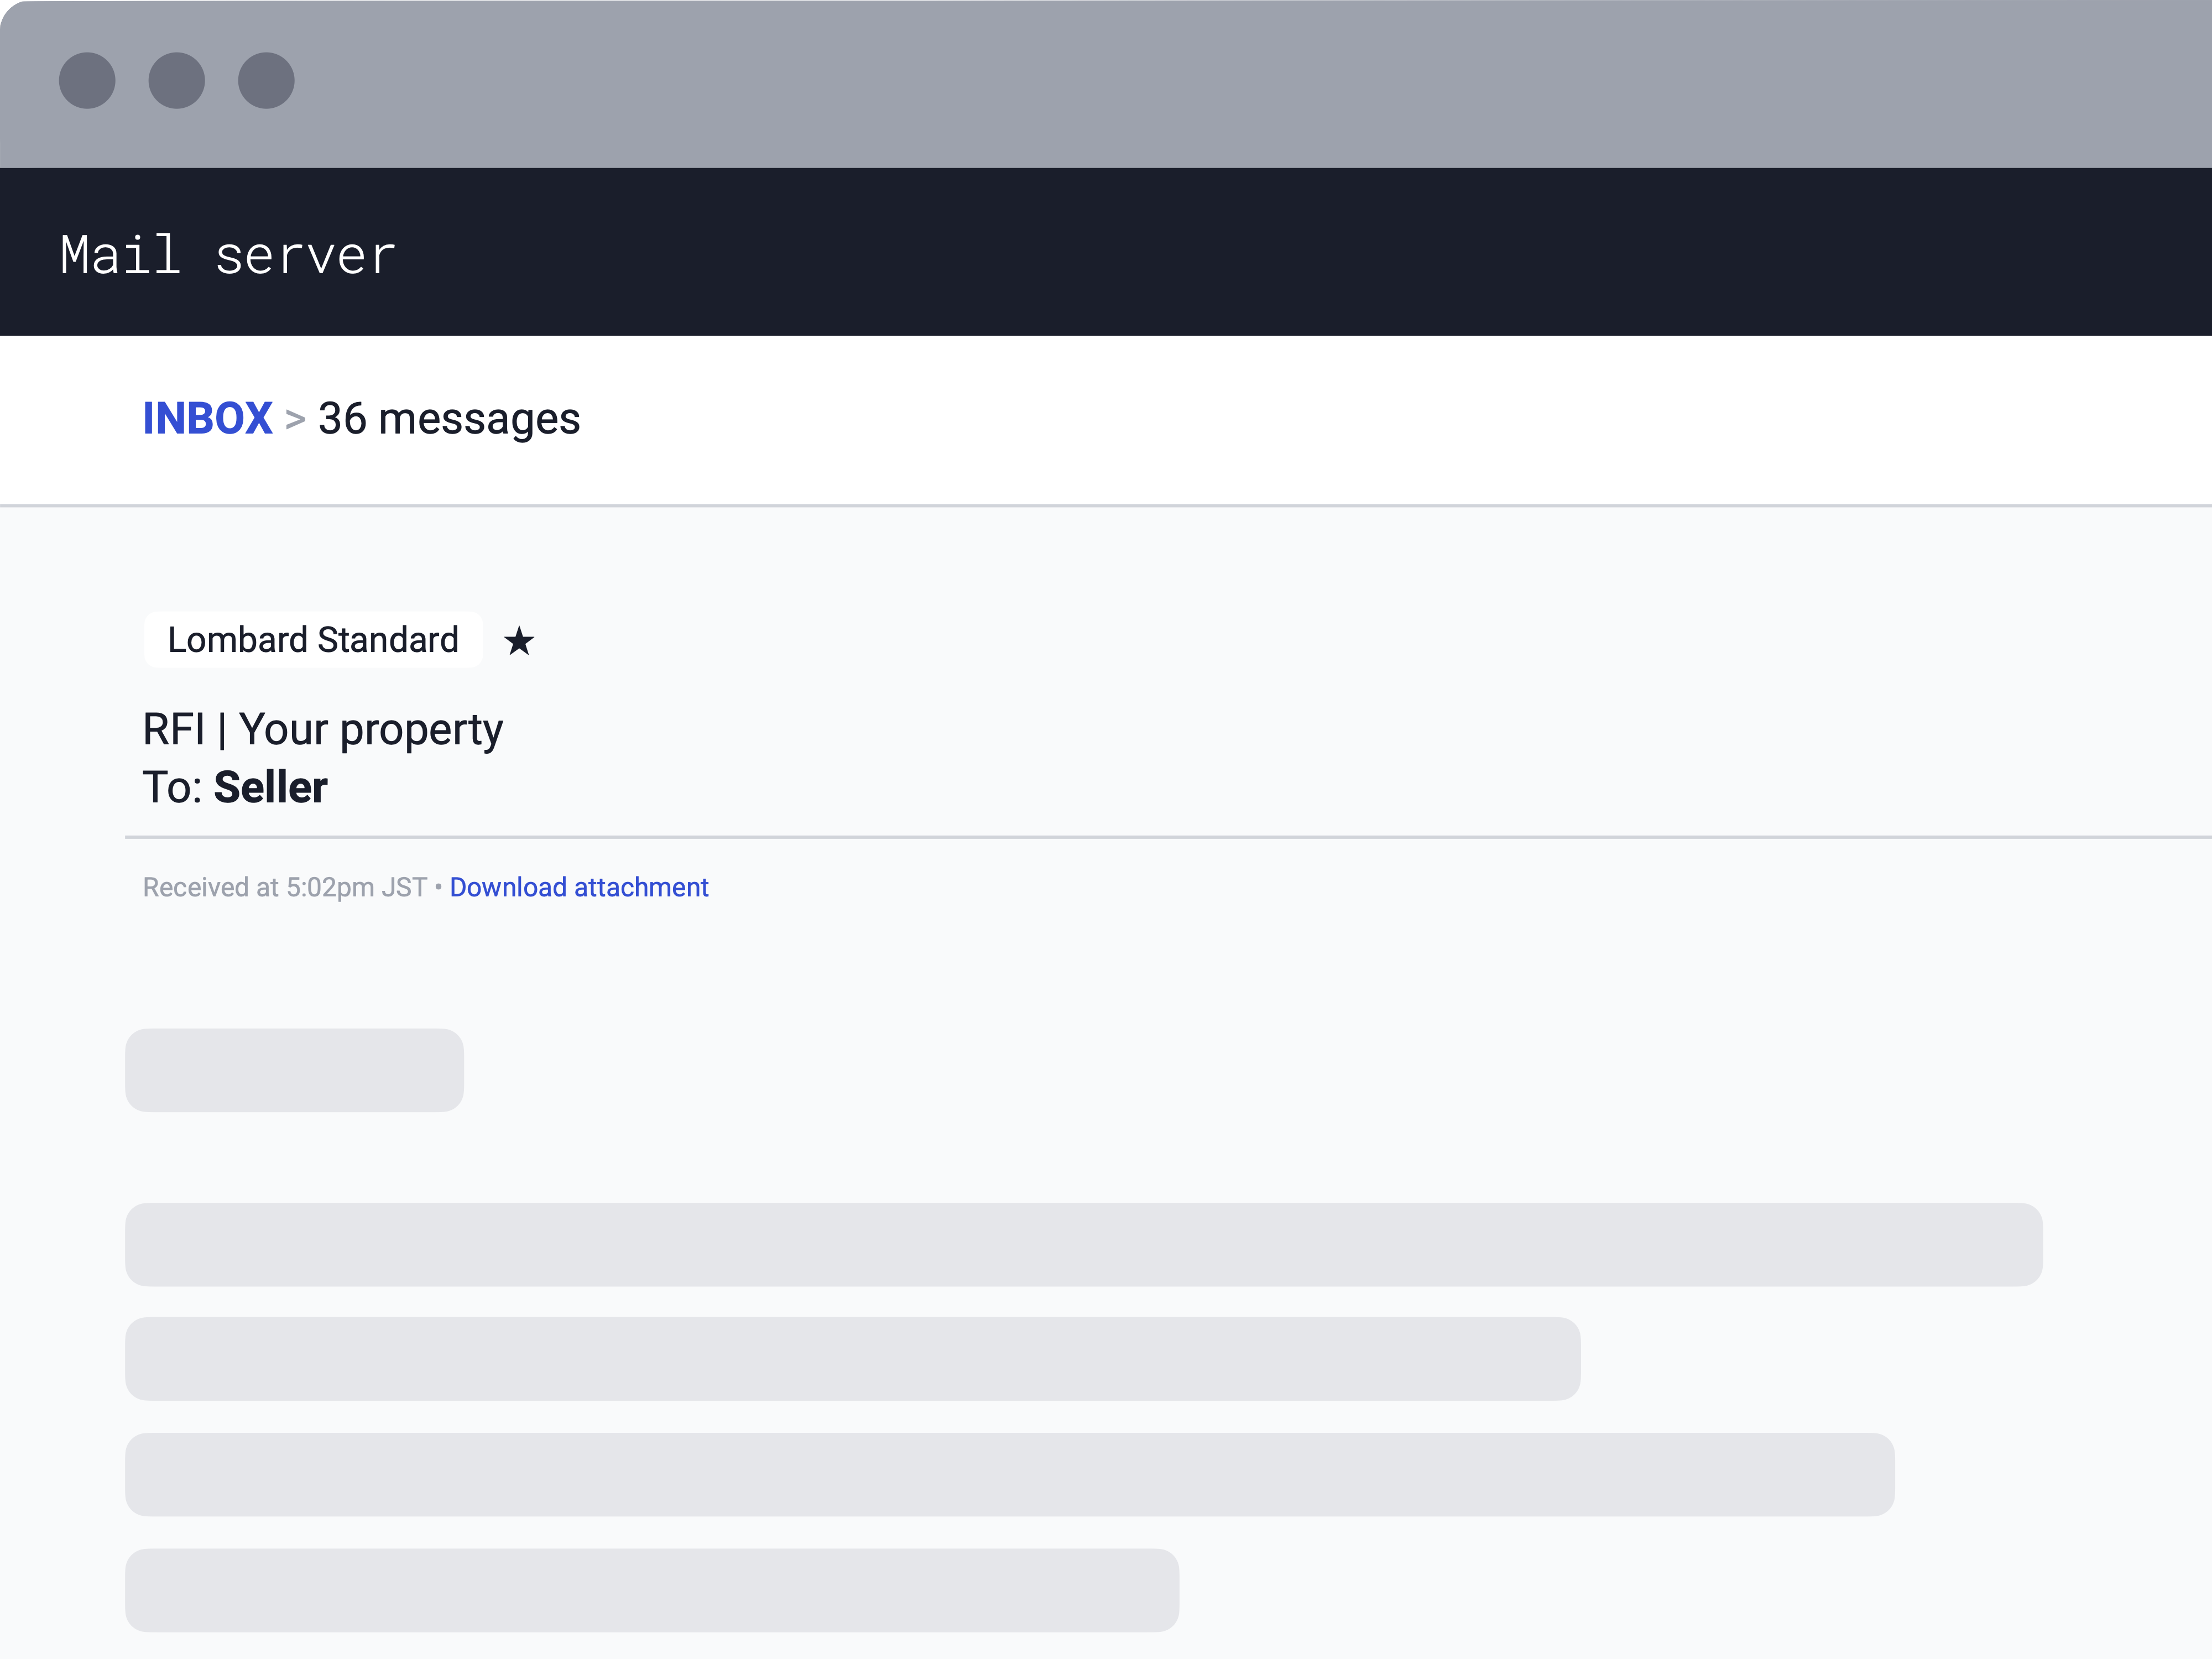 Mail server
INBOX > 36 messages
Lombard Standard ★
RFI | Your property
To: Seller
Received at 5:02pm JST • Download attachment